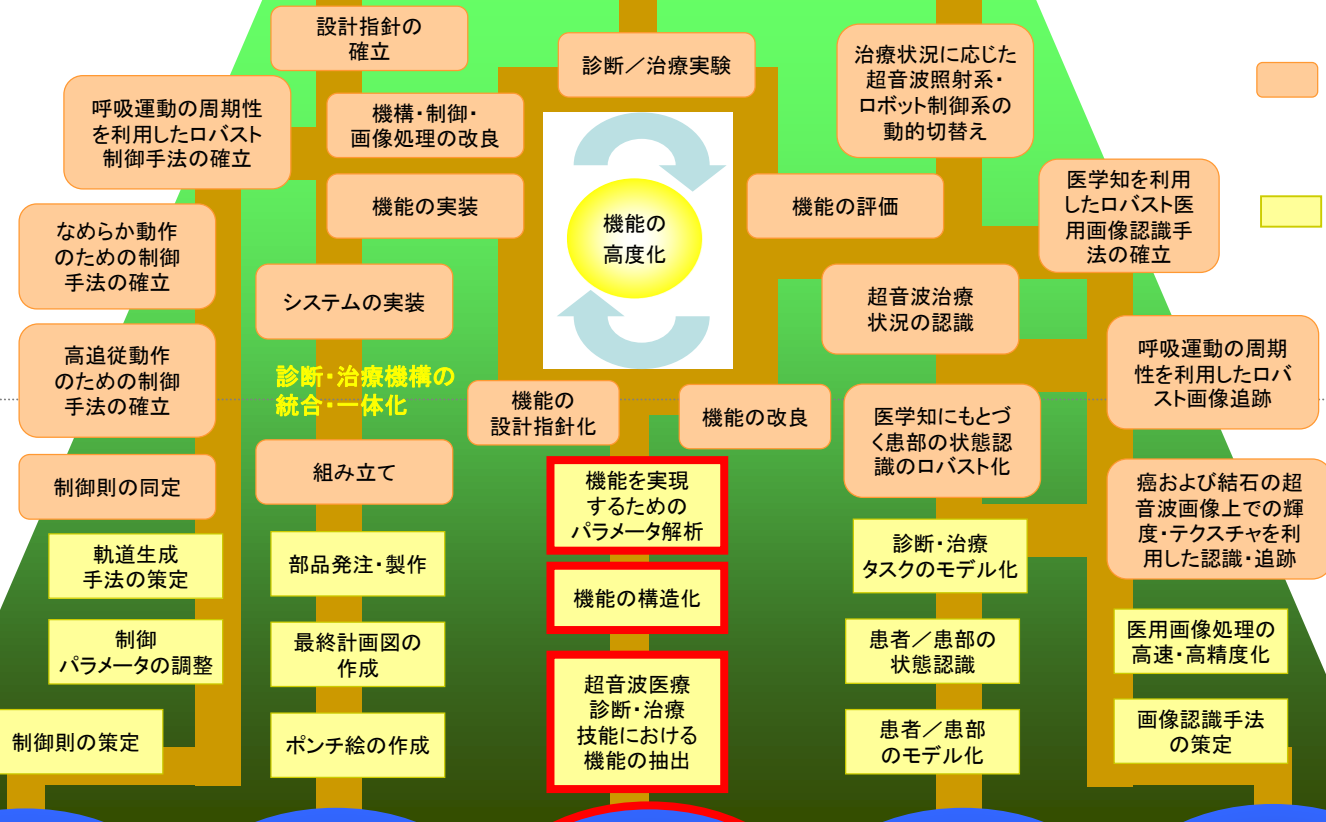 設計指針の
確立
診断／治療実験
治療状況に応じた
超音波照射系・
ロボット制御系の
動的切替え
呼吸運動の周期性
を利用したロバスト
制御手法の確立
機構・制御・
画像処理の改良
機能の実装
機能の
高度化
機能の評価
医学知を利用
したロバスト医
用画像認識手
法の確立
なめらか動作
のための制御
手法の確立
システムの実装
超音波治療
状況の認識
高追従動作
のための制御
手法の確立
診断・治療機構の
統合・一体化
機能の
設計指針化
機能の改良
医学知にもとづ
く患部の状態認
識のロバスト化
呼吸運動の周期
性を利用したロバ
スト画像追跡
制御則の同定
組み立て
機能を実現
するための
パラメータ解析
癌および結石の超
音波画像上での輝
度・テクスチャを利
用した認識・追跡
軌道生成
手法の策定
部品発注・製作
機能の構造化
診断・治療
タスクのモデル化
制御
パラメータの調整
最終計画図の
作成
患者／患部の
状態認識
医用画像処理の
高速・高精度化
制御則の策定
ポンチ絵の作成
超音波医療
診断・治療
技能における
機能の抽出
患者／患部
のモデル化
画像認識手法
の策定